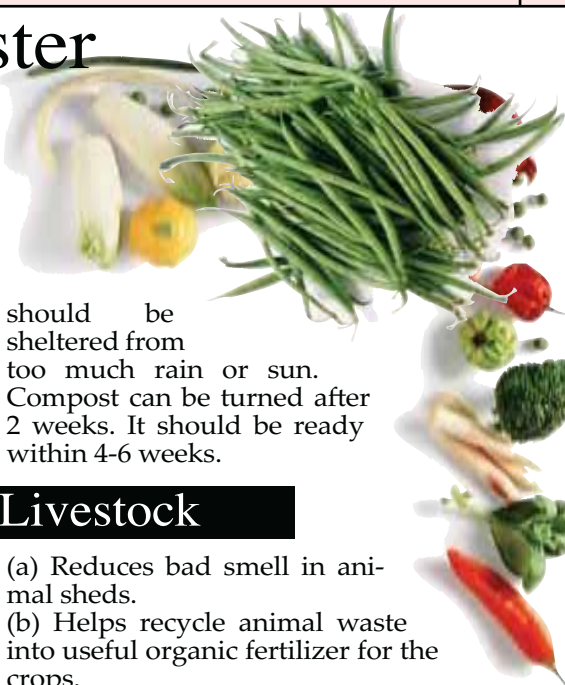 ster
should be
sheltered from
too much rain or sun.
Compost can be turned after
2 weeks. It should be ready
within 4-6 weeks.
Livestock
(a) Reduces bad smell in ani-
mal sheds.
(b) Helps recycle animal waste
into useful organic fertilizer for the
crops.